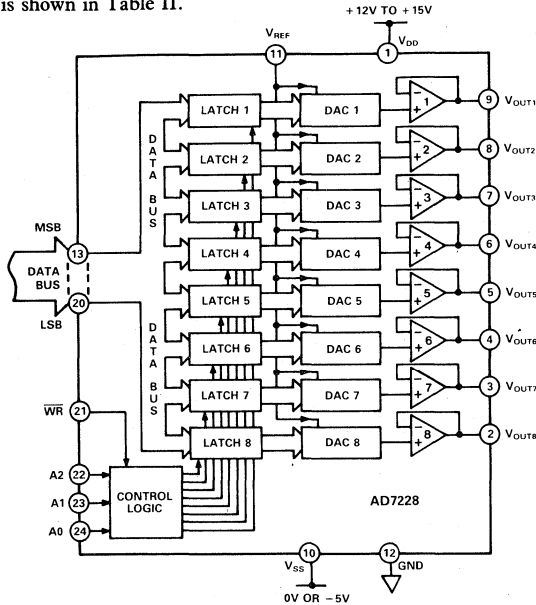 is shown in Table II.
+12V TO +15V
VREF
VDD
11
1
LATCH 1
DAC 1
1
9
VOUT1
LATCH 2
DAC 2
2
8
VOUT2
LATCH 3
DAC 3
3
7
VOUT3
LATCH 4
DAC 4
4
6
VOUT4
LATCH 5
DAC 5
5
5
VOUT5
LATCH 6
DAC 6
6
4
VOUT6
LATCH 7
DAC 7
7
3
VOUT7
LATCH 8
DAC 8
8
2
VOUT8
DATA BUS
DATA BUS
MSB
13
DATA
BUS
20
LSB
WR
21
A2
22
A1
23
A0
24
CONTROL
LOGIC
AD7228
10
VSS
0V OR −5V
12
GND